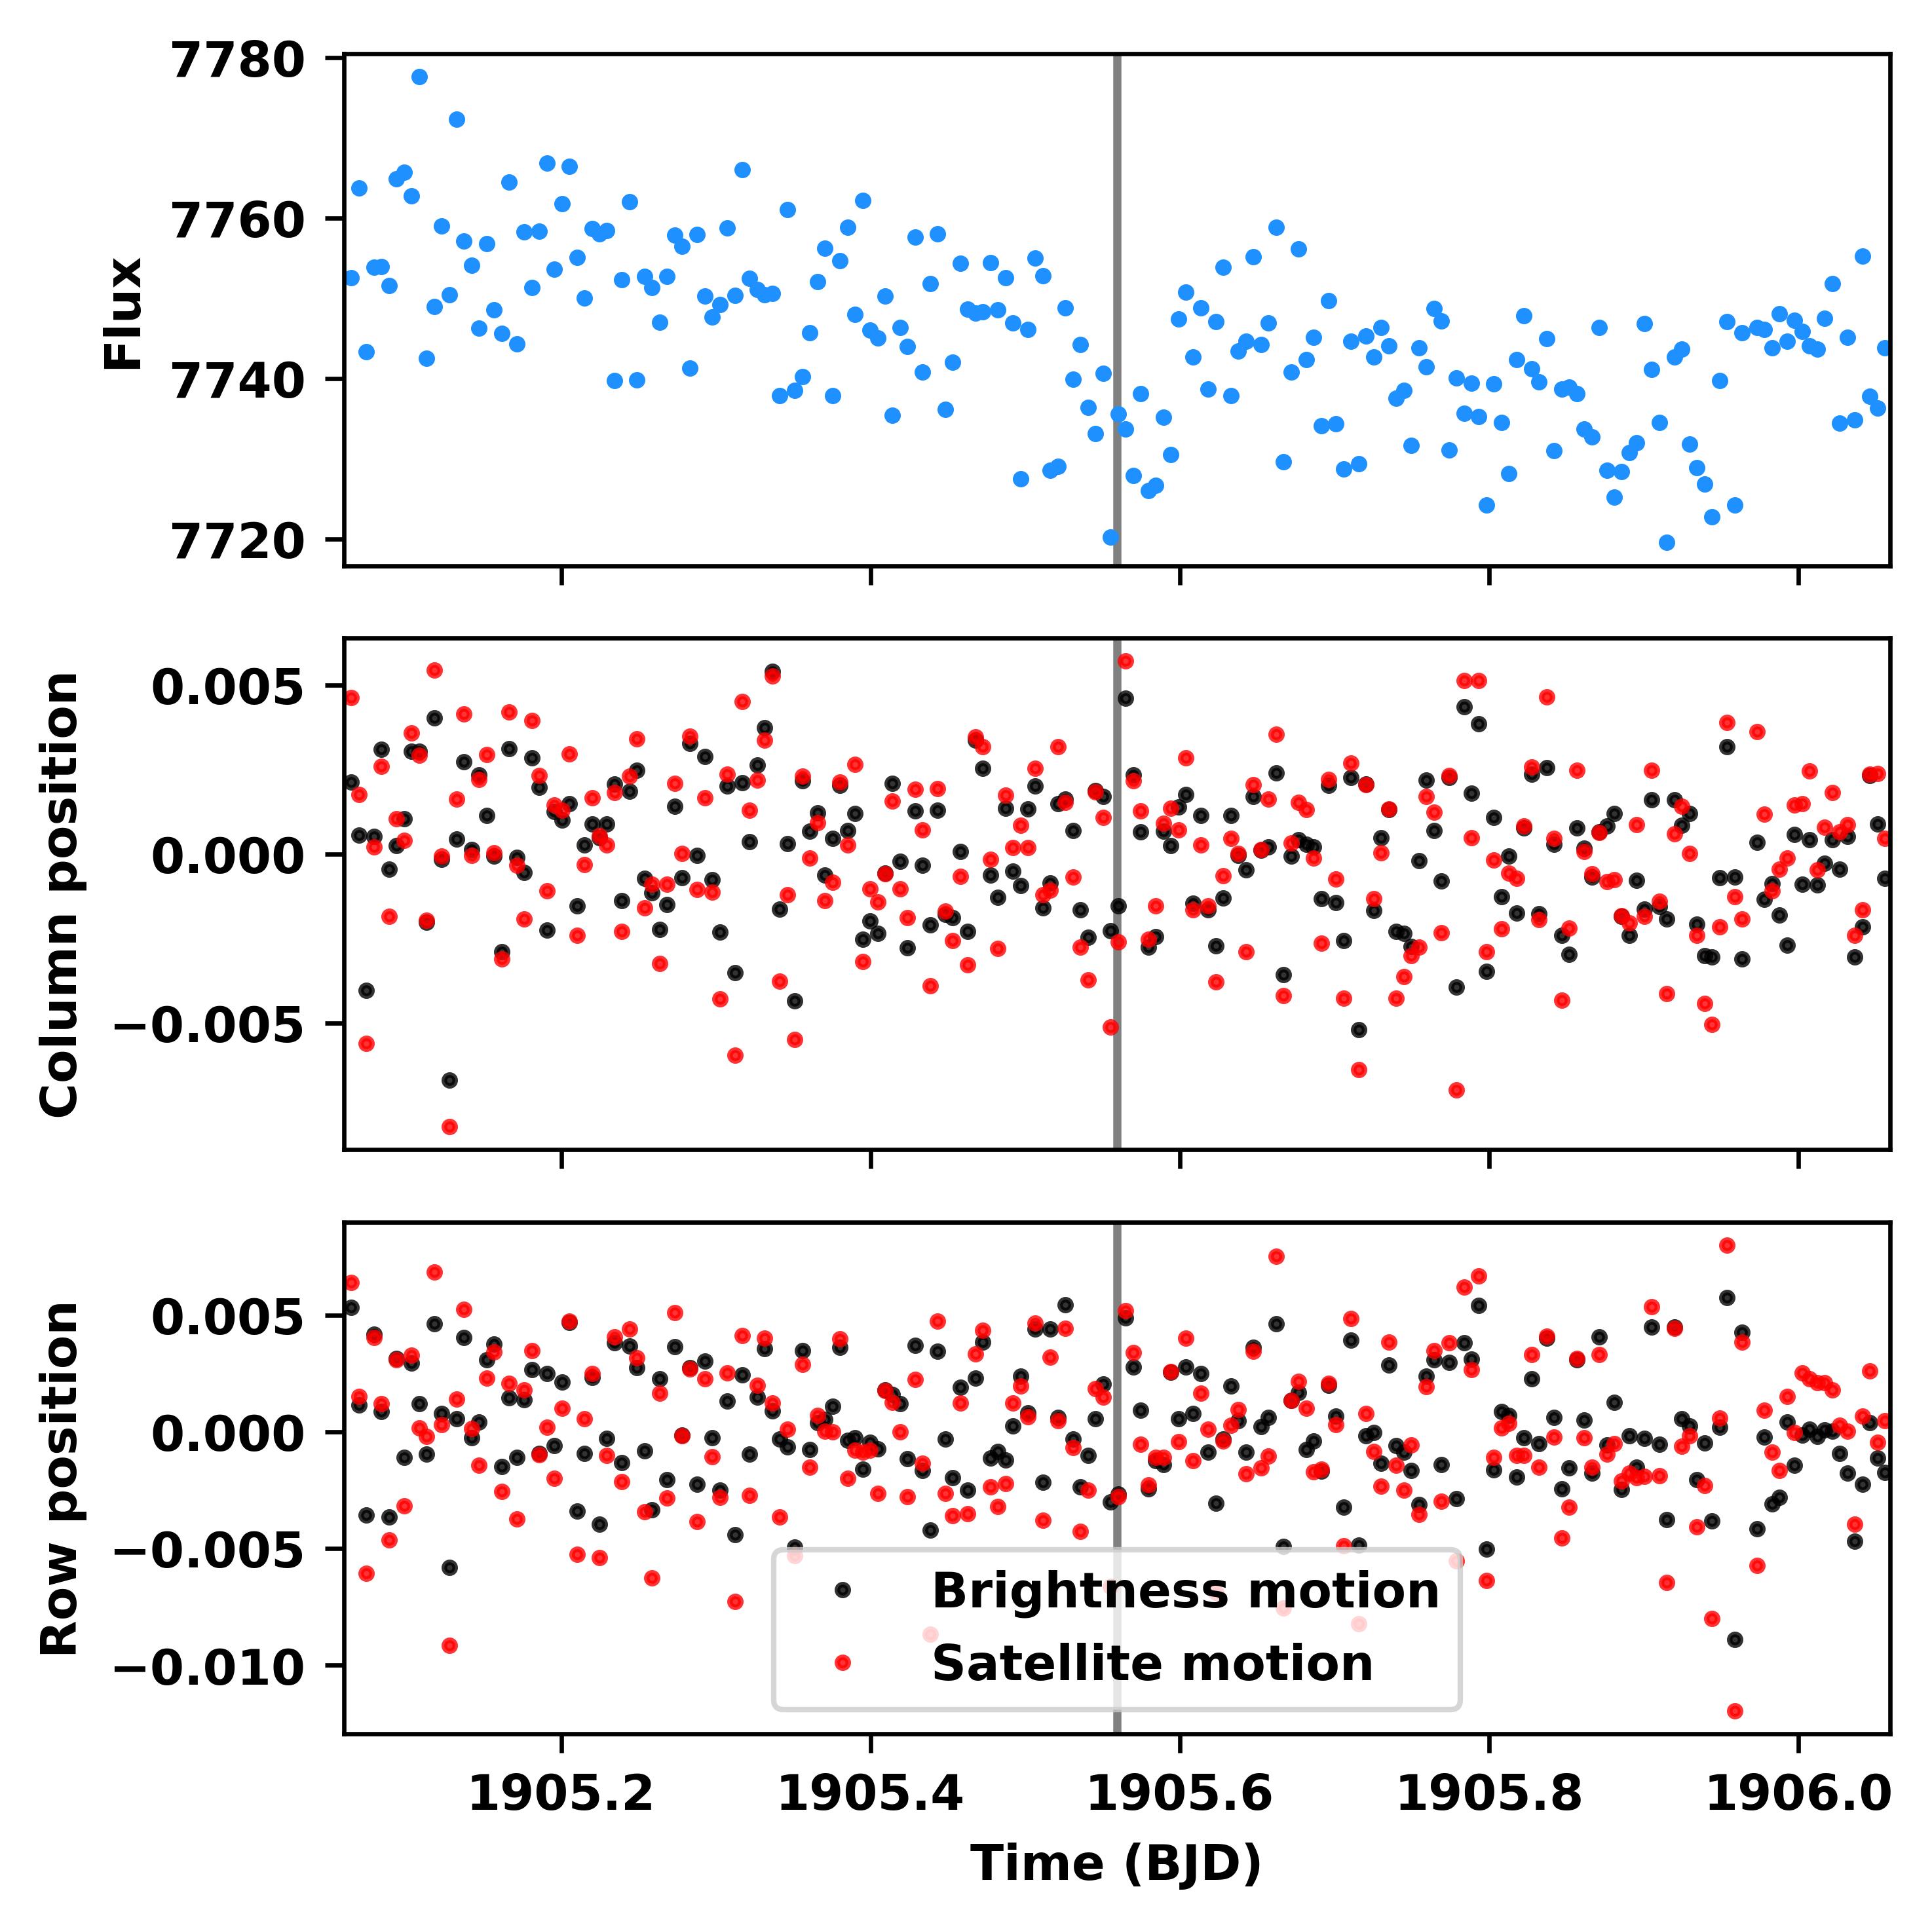 7780
7760
7740
7720
Flux
0.005
0.000
−0.005
Column position
0.005
0.000
−0.005
−0.010
Row position
Brightness motion
Satellite motion
1905.2 1905.4 1905.6 1905.8 1906.0
Time (BJD)